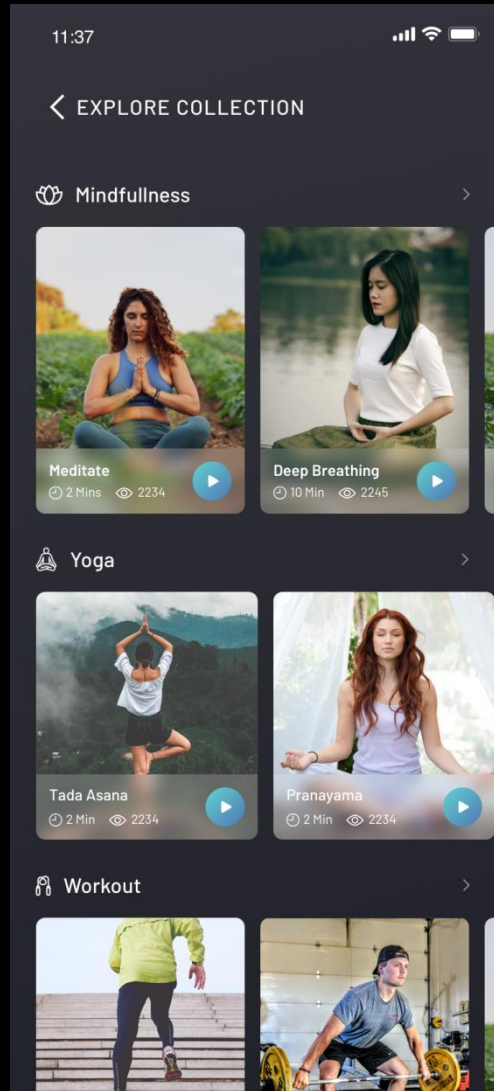 11:37
EXPLORE COLLECTION
Mindfullness
Meditate
2 Mins 2234
Deep Breathing
10 Min 2245
Yoga
Tada Asana
2 Min 2234
Pranayama
2 Min 2234
Workout